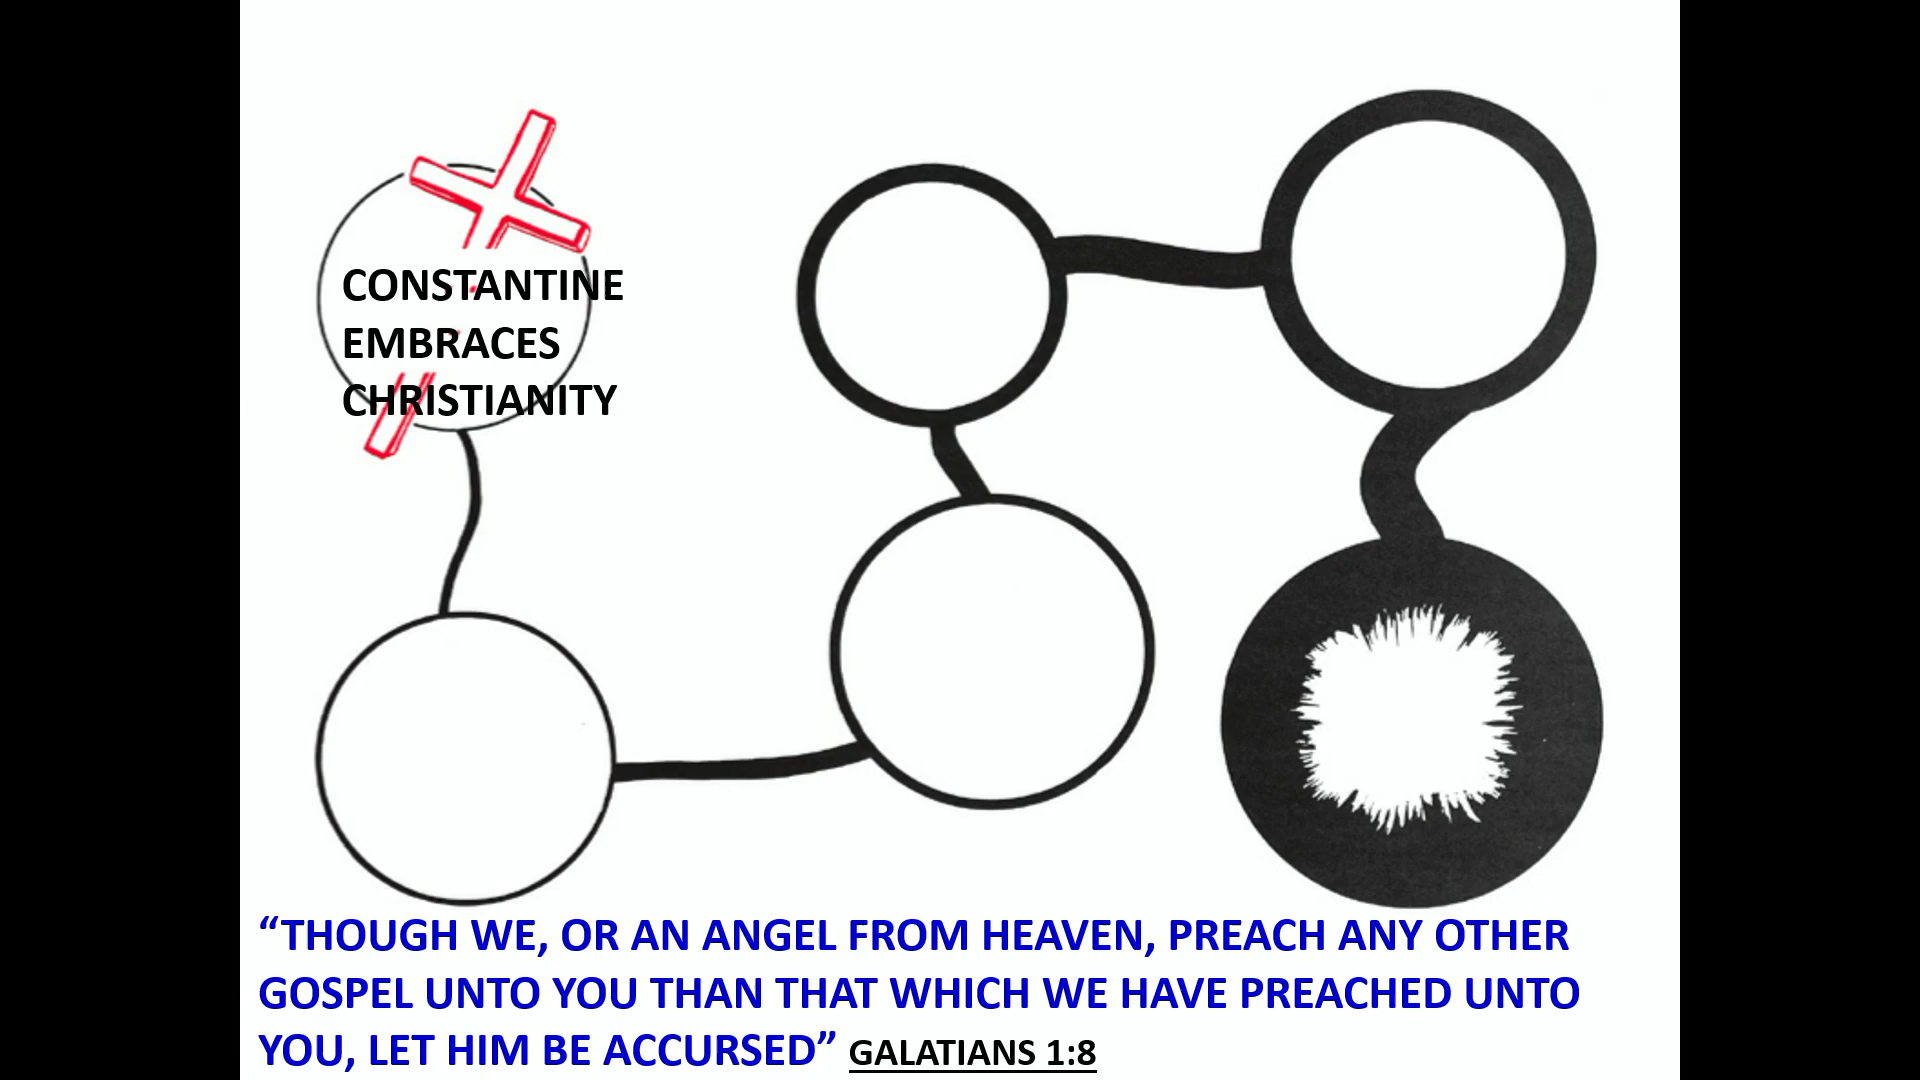 CONSTANTINE
EMBRACES
CHRISTIANITY
“THOUGH WE, OR AN ANGEL FROM HEAVEN, PREACH ANY OTHER
GOSPEL UNTO YOU THAN THAT WHICH WE HAVE PREACHED UNTO
YOU, LET HIM BE ACCURSED” GALATIANS 1:8